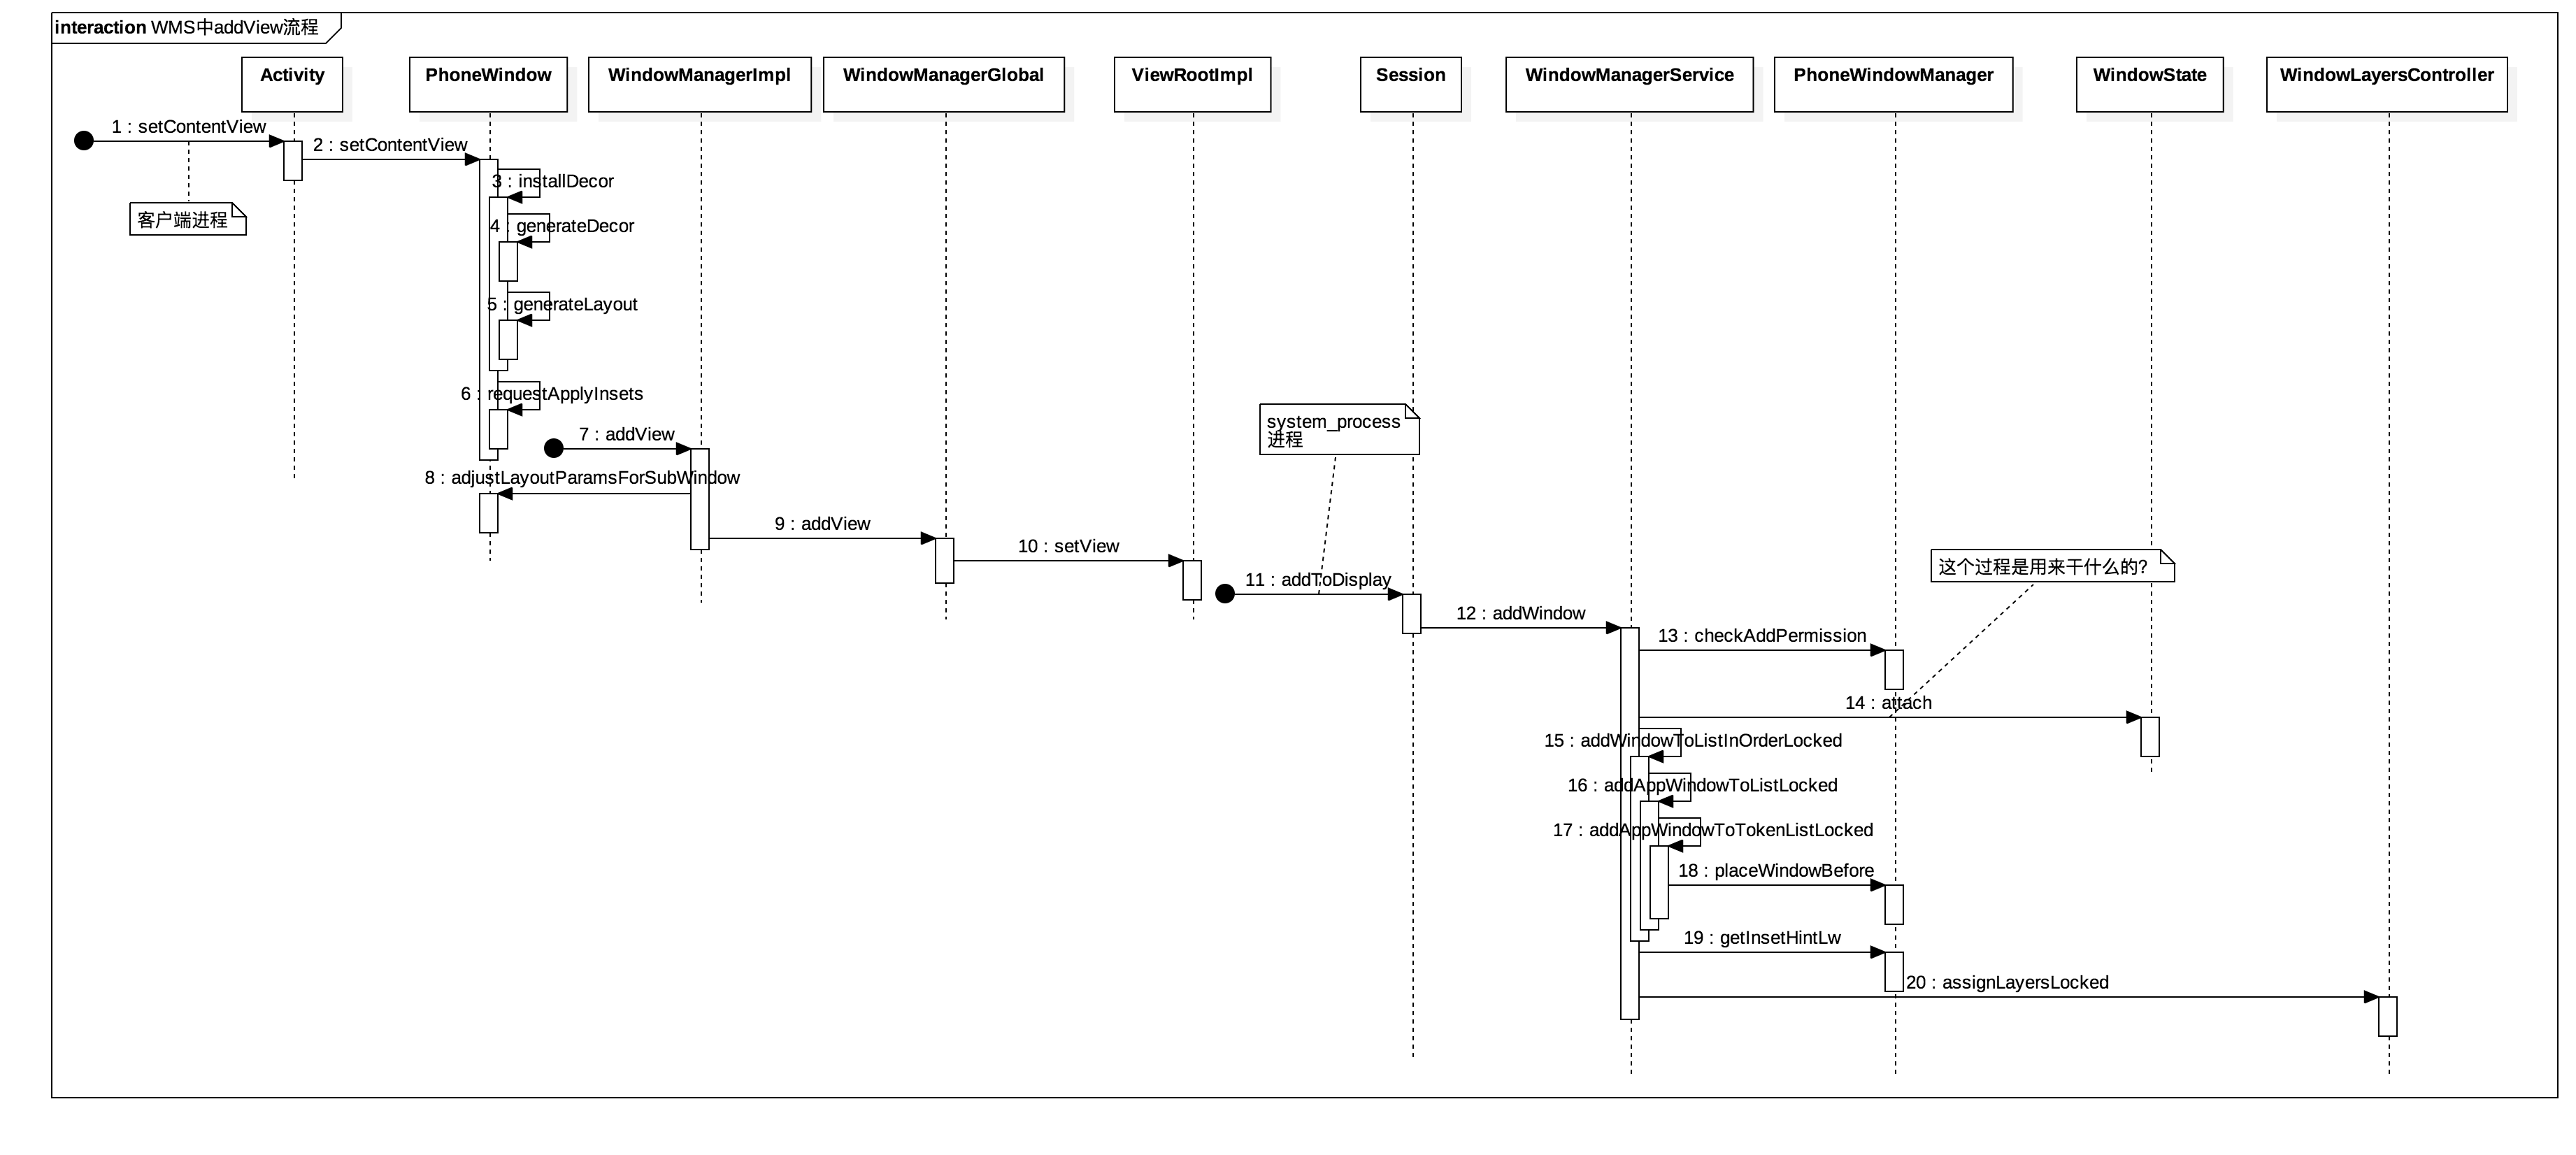 interaction WMS中addView流程
Activity
PhoneWindow
WindowManagerImpl
WindowManagerGlobal
ViewRootImpl
Session
WindowManagerService
PhoneWindowManager
WindowState
WindowLayersController
1 : setContentView
2 : setContentView
3 : installDecor
客户端进程
4 : generateDecor
5 : generateLayout
6 : requestApplyInsets
system_process
进程
7 : addView
8 : adjustLayoutParamsForSubWindow
9 : addView
10 : setView
这个过程是用来干什么的?
11 : addToDisplay
12 : addWindow
13 : checkAddPermission
14 : attach
15 : addWindowToListInOrderLocked
16 : addAppWindowToListLocked
17 : addAppWindowToTokenListLocked
18 : placeWindowBefore
19 : getInsetHintLw
20 : assignLayersLocked